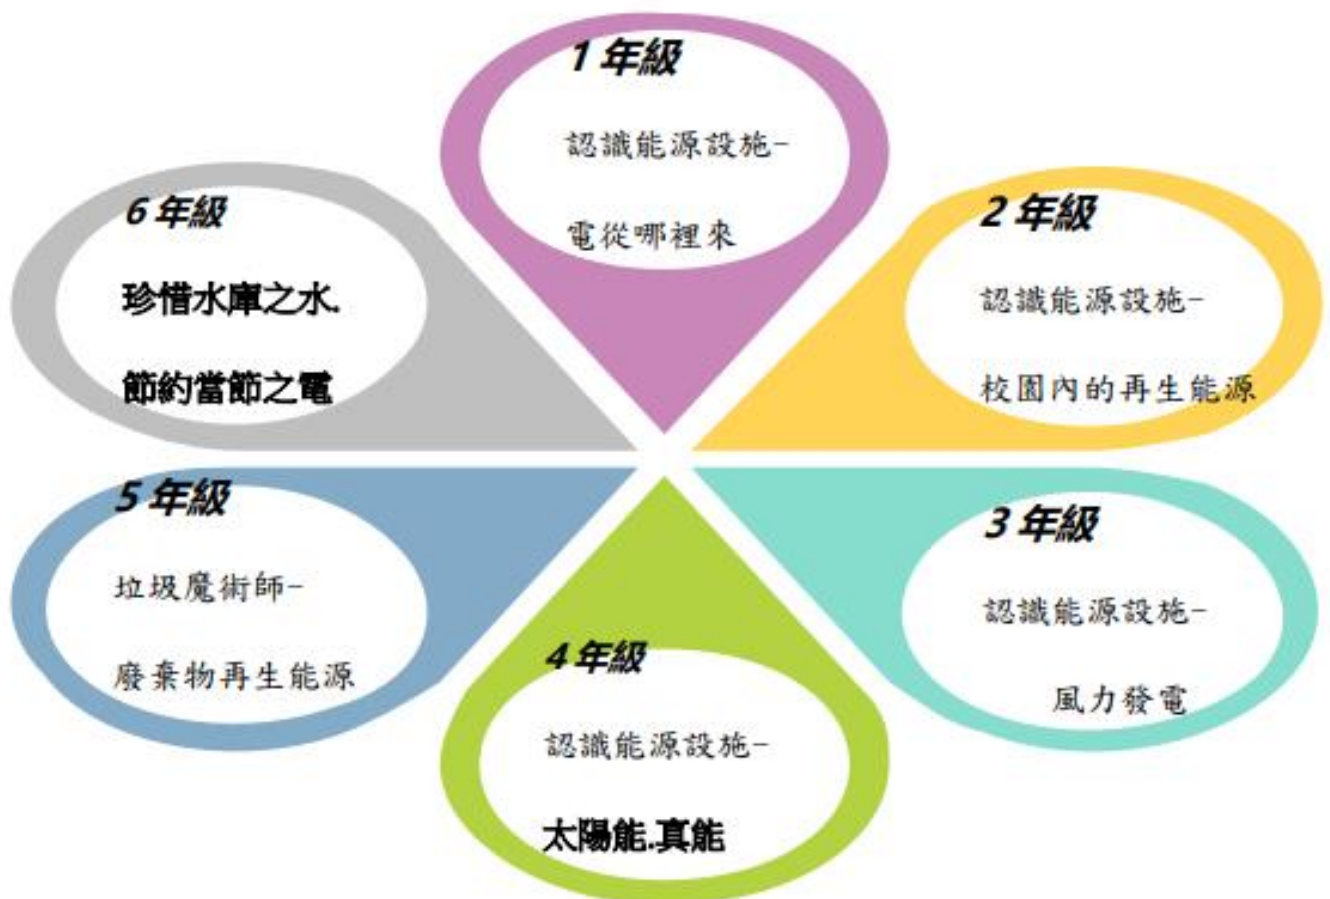 1 年級
認識能源設施-
電從哪裡來
2 年級
認識能源設施-
校園內的再生能源
3 年級
認識能源設施-
風力發電
4 年級
認識能源設施-
太陽能.真能
5 年級
垃圾魔術師-
廢棄物再生能源
6 年級
珍惜水庫之水.
節約當節之電